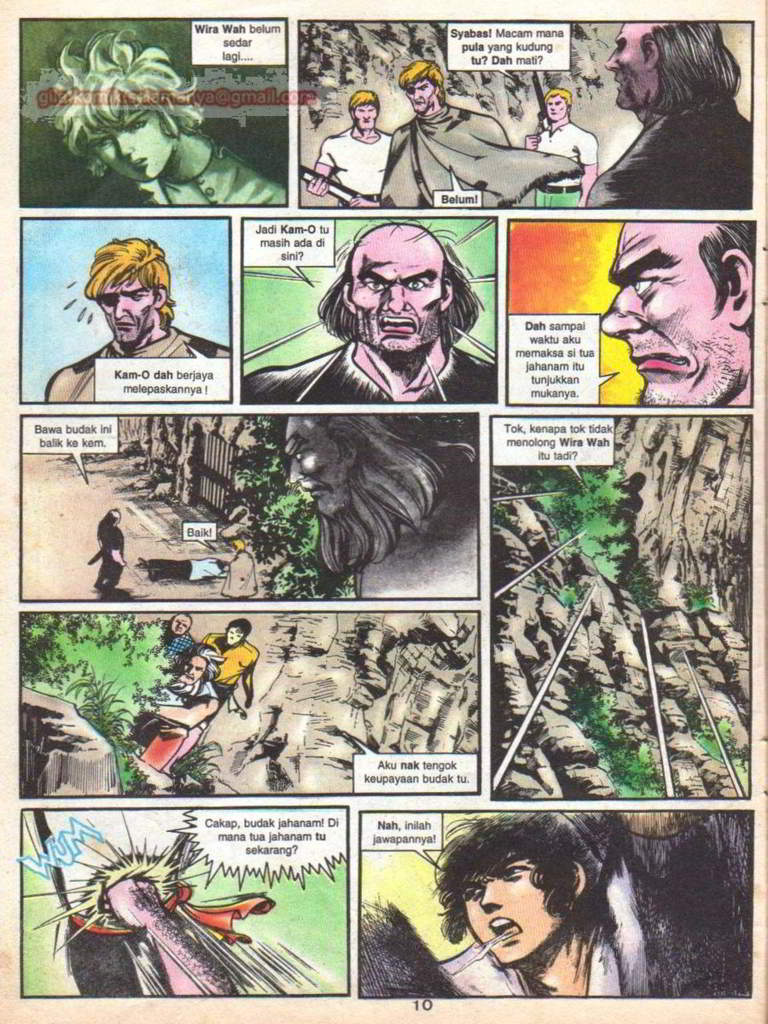 Wira Wah belum
sedar
lagi....
Syabas! Macam mana
pula yang kudung
tu? Dah mati?
Belum!
Kam-O dah berjaya
melepaskannya !
Jadi Kam-O tu
masih ada di
sini?
Dah sampai
waktu aku
memaksa si tua
jahanam itu
tunjukkan
mukanya.
Bawa budak ini
balik ke kem.
Baik!
Tok, kenapa tok tidak
menolong Wira Wah
itu tadi?
Aku nak tengok
keupayaan budak tu.
WUM
Cakap, budak jahanam! Di
mana tua jahanam tu
sekarang?
Nah, inilah
jawapannya!
10